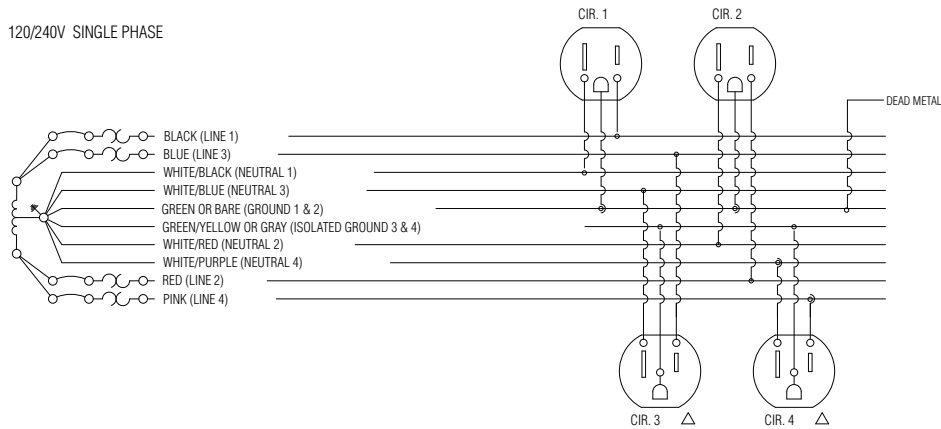 120/240V SINGLE PHASE
CIR. 1
CIR. 2
DEAD METAL
BLACK (LINE 1)
BLUE (LINE 3)
WHITE/BLACK (NEUTRAL 1)
WHITE/BLUE (NEUTRAL 3)
GREEN OR BARE (GROUND 1 & 2)
GREEN/YELLOW OR GRAY (ISOLATED GROUND 3 & 4)
WHITE/RED (NEUTRAL 2)
WHITE/PURPLE (NEUTRAL 4)
RED (LINE 2)
PINK (LINE 4)
CIR. 3
CIR. 4